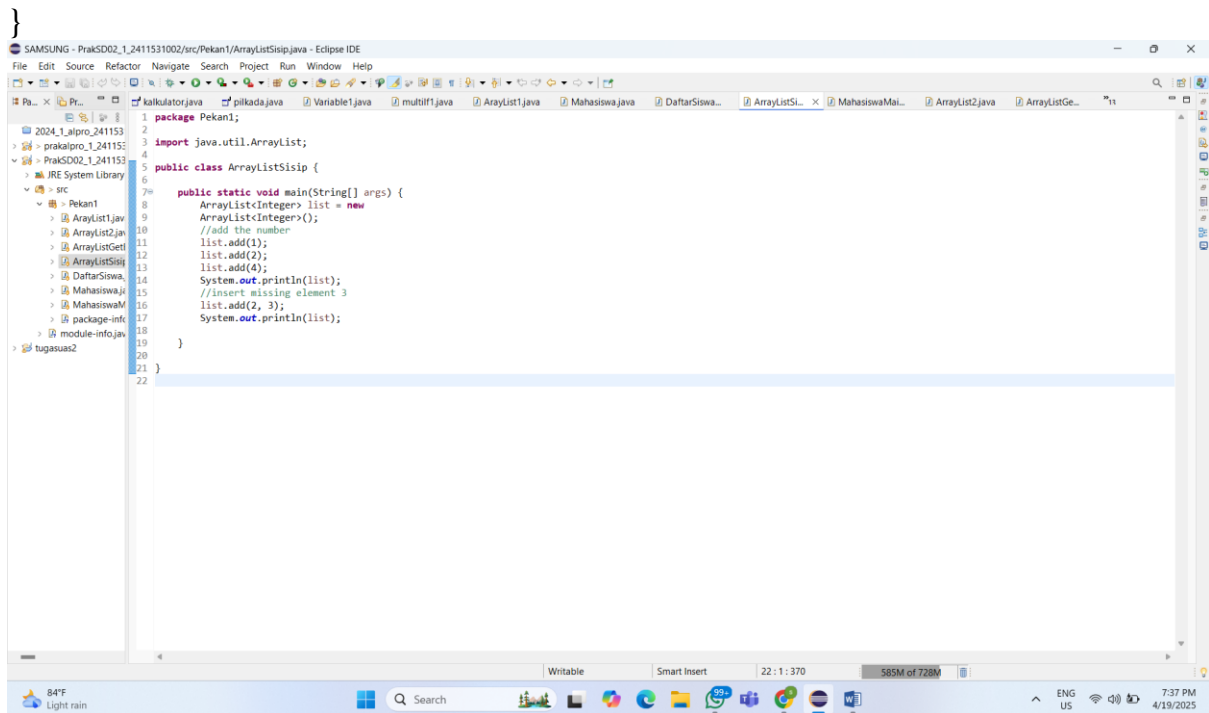 }
SAMSUNG - PrakSD02_1_2411531002/src/Pekan1/ArrayListSisip.java - Eclipse IDE
File Edit Source Refactor Navigate Search Project Run Window Help
Pa... Pr... kalkulator.java pilkada.java Variable1.java multiIf1.java ArayList1.java Mahasiswa.java DaftarSiswa... ArrayListSi... MahasiswaMai... ArrayList2.java ArrayListGe... »13
2024_1_alpro_241153
> prakalpro_1_24115
PrakSD02_1_241153
JRE System Library
> src
> Pekan1
ArayList1.jav
ArrayList2.jav
ArrayListGetI
ArrayListSisip
DaftarSiswa.
Mahasiswa.ja
MahasiswaM
package-info
module-info.jav
tugasuas2
1 package Pekan1;
2
3 import java.util.ArrayList;
4
5 public class ArrayListSisip {
6
7 public static void main(String[] args) {
8 ArrayList<Integer> list = new
9 ArrayList<Integer>();
10 //add the number
11 list.add(1);
12 list.add(2);
13 list.add(4);
14 System.out.println(list);
15 //insert missing element 3
16 list.add(2, 3);
17 System.out.println(list);
18
19 }
20
21 }
22
Writable Smart Insert 22 : 1 : 370 585M of 728M
84°F
Light rain
Search
99+
ENG
US
7:37 PM
4/19/2025